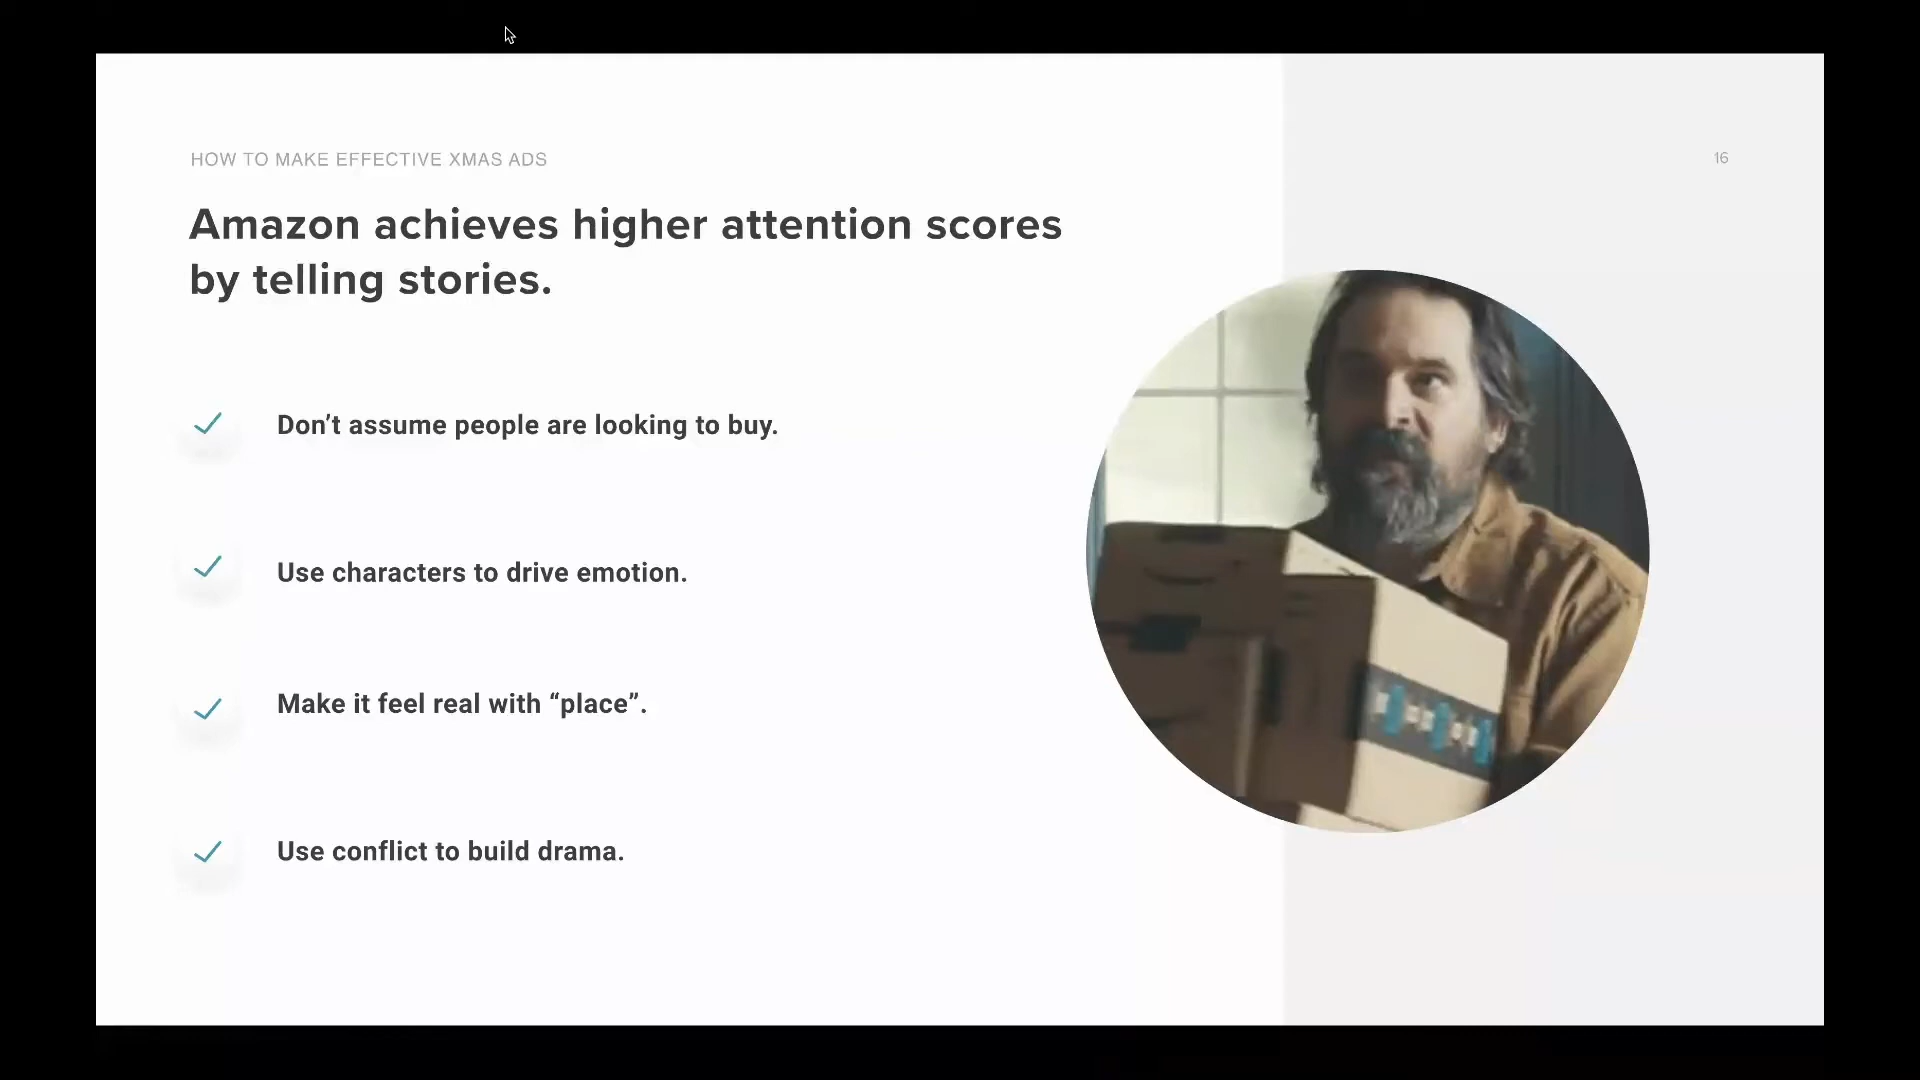 HOW TO MAKE EFFECTIVE XMAS ADS
16
Amazon achieves higher attention scores
by telling stories.
Don’t assume people are looking to buy.
Use characters to drive emotion.
Make it feel real with “place”.
Use conflict to build drama.